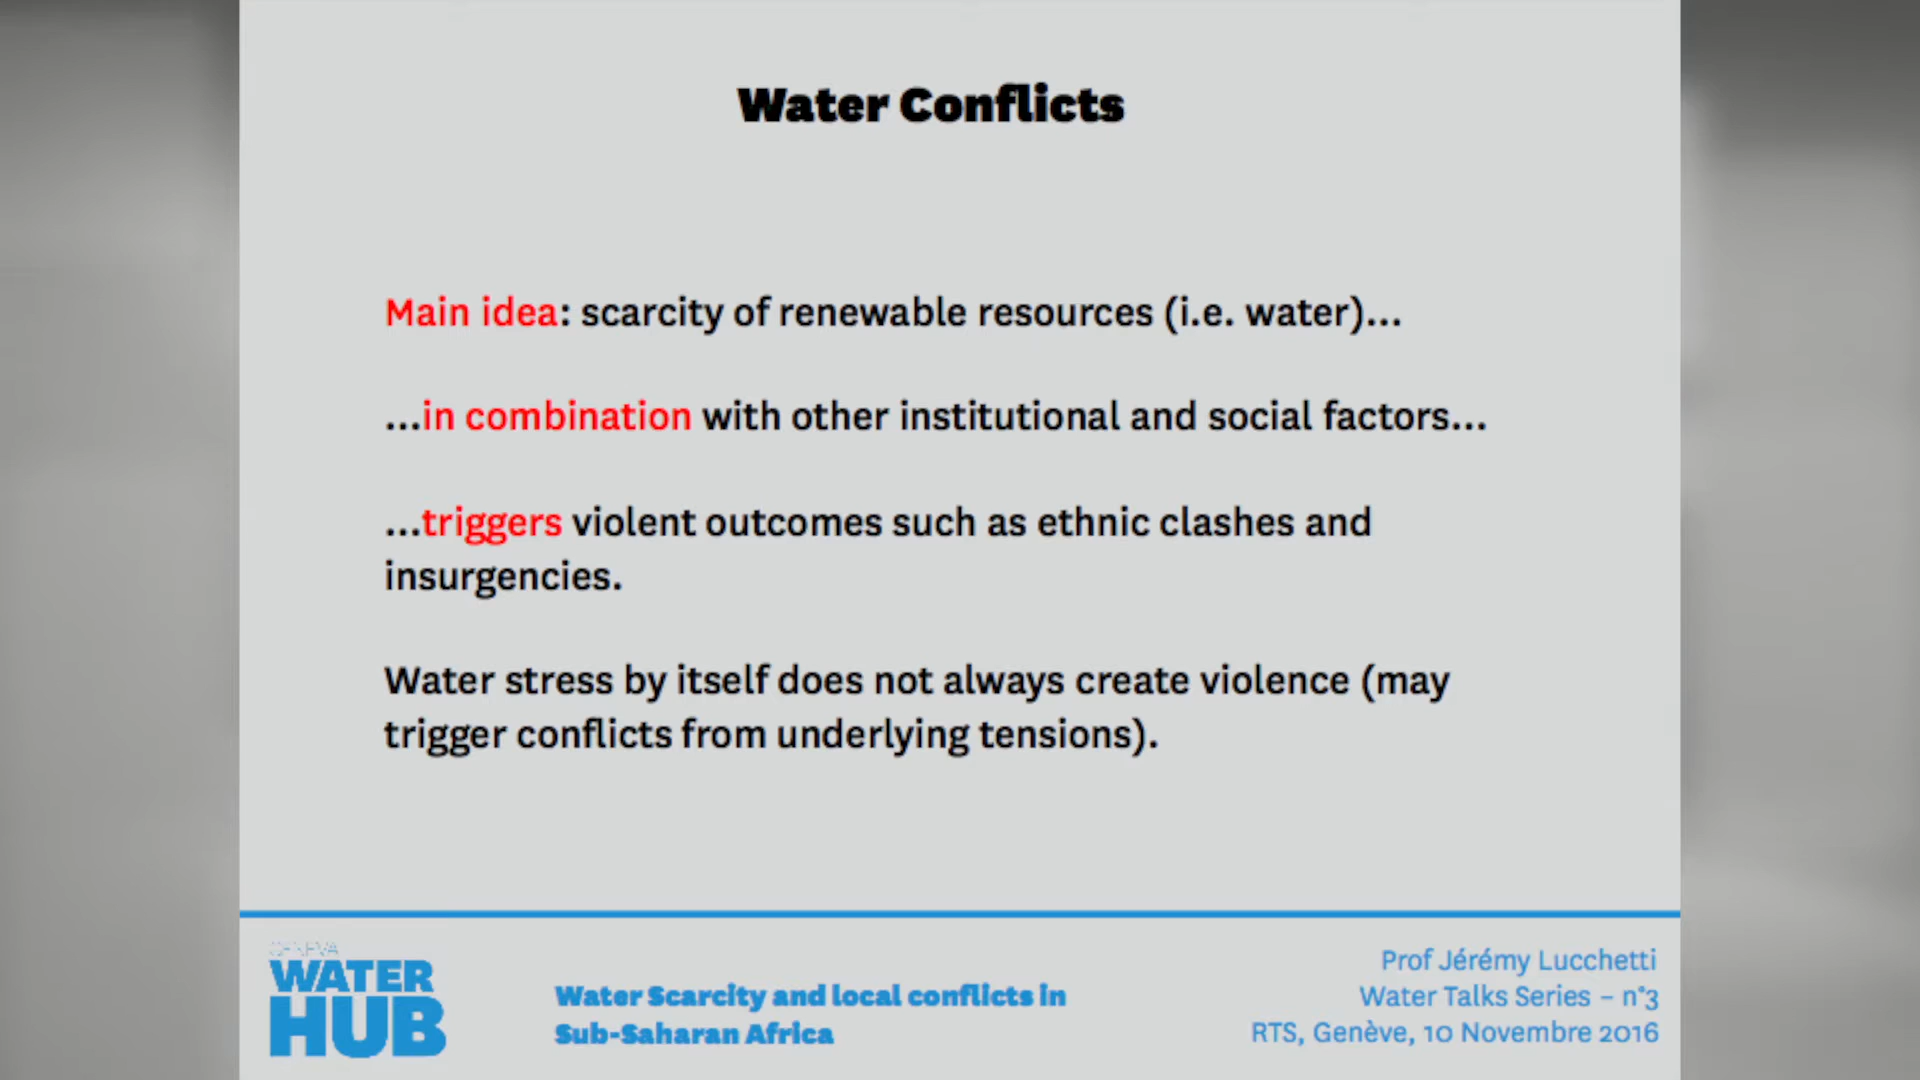 Water Conflicts
Main idea: scarcity of renewable resources (i.e. water)...
...in combination with other institutional and social factors...
...triggers violent outcomes such as ethnic clashes and
insurgencies.
Water stress by itself does not always create violence (may
trigger conflicts from underlying tensions).
GENEVA
WATER
HUB
Water Scarcity and local conflicts in
Sub-Saharan Africa
Prof Jérémy Lucchetti
Water Talks Series – n°3
RTS, Genève, 10 Novembre 2016